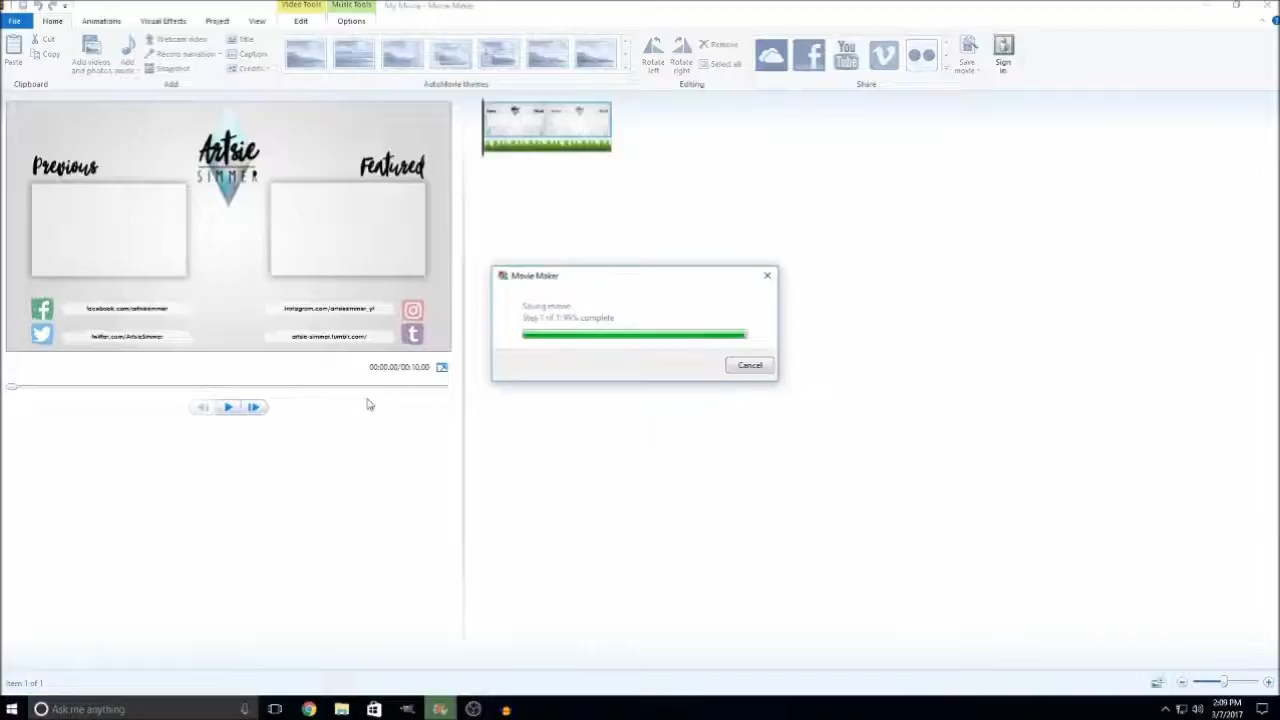 Video Tools
Music Tools
My Movie - Movie Maker
File
Home
Animations
Visual Effects
Project
View
Edit
Options
Paste
Cut
Copy
Clipboard
Add videos
and photos
Add
music
Webcam video
Record narration
Snapshot
Title
Caption
Credits
Add
AutoMovie themes
Rotate
left
Rotate
right
Remove
Select all
Editing
You
Tube
Share
Save
movie
Sign
in
Previous
Artsie
SIMMER
Featured
facebook.com/artsiesimmer
instagram.com/artsiesimmer_yt
twitter.com/ArtsieSimmer
artsie-simmer.tumblr.com/
00:00.00/00:10.00
Movie Maker
Saving movie
Step 1 of 1: 99% complete
Cancel
Item 1 of 1
Ask me anything
2:09 PM
3/7/2017